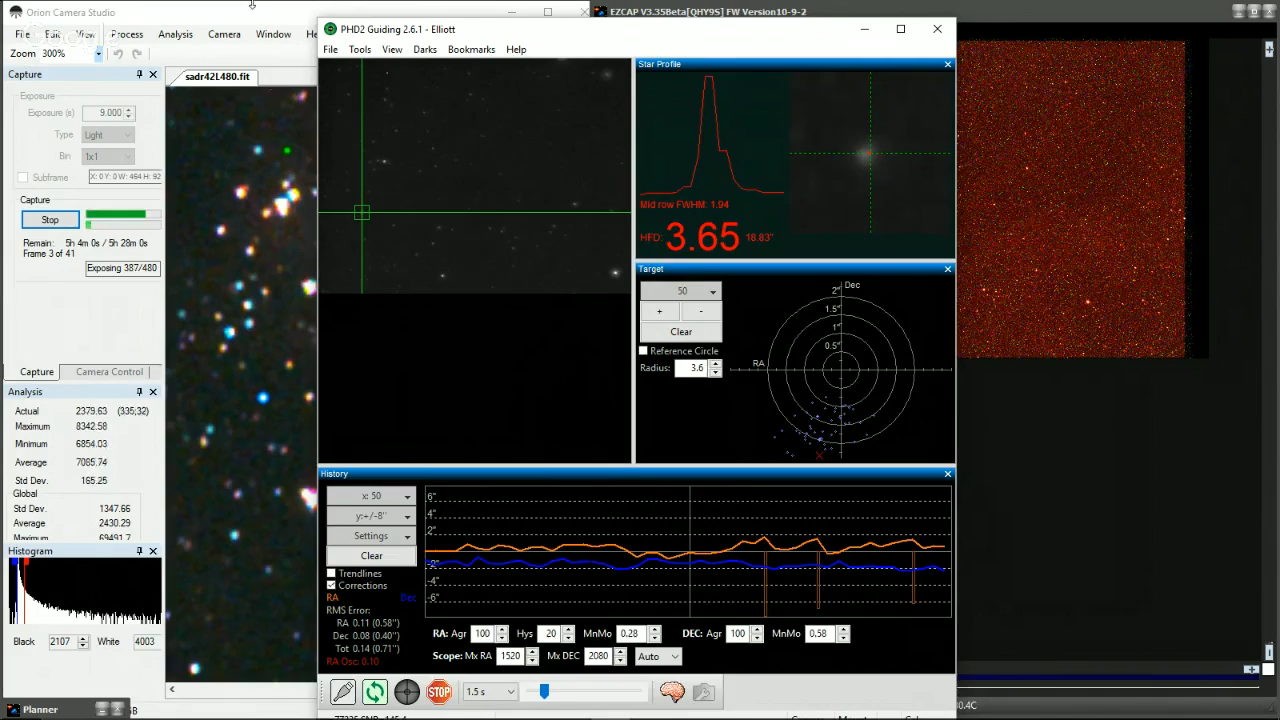 Orion Camera Studio
EZCAP V3.35Beta[QHY9S] FW Version10-9-2
Process Analysis Camera Window
Zoom 300%
Capture
sadr42L480.fit
Exposure
Exposure (s) 9.000
Type Light
Bin 1x1
Subframe X: 0 Y: 0 W: 464 H: 92
Capture
Stop
Remain: 5h 4m 0s / 5h 28m 0s
Frame 3 of 41
Exposing 387/480
Capture Camera Control
Analysis
Actual 2379.63 (335;32)
Maximum 8342.58
Minimum 6854.03
Average 7085.74
Std Dev. 165.25
Global
Std Dev. 1347.66
Average 2430.29
69491.7
Histogram
Black 2107 White 4003
Planner
PHD2 Guiding 2.6.1 - Elliott
File Tools View Darks Bookmarks Help
Star Profile
Mid row FWHM: 1.94
HFD: 3.65 18.83"
Target
50
+ -
Clear
Reference Circle
Radius: 3.6
Dec
2"
1.5"
1"
0.5"
RA
History
x: 50
y:+/-8"
Settings
Clear
Trendlines
Corrections
RA Dec
RMS Error:
RA 0.11 (0.58")
Dec 0.08 (0.40")
Tot 0.14 (0.71")
RA Osc: 0.10
6"
4"
2"
-2"
-4"
-6"
RA: Agr 100 Hys 20 MnMo 0.28 DEC: Agr 100 MnMo 0.58
Scope: Mx RA 1520 Mx DEC 2080 Auto
STOP
1.5 s